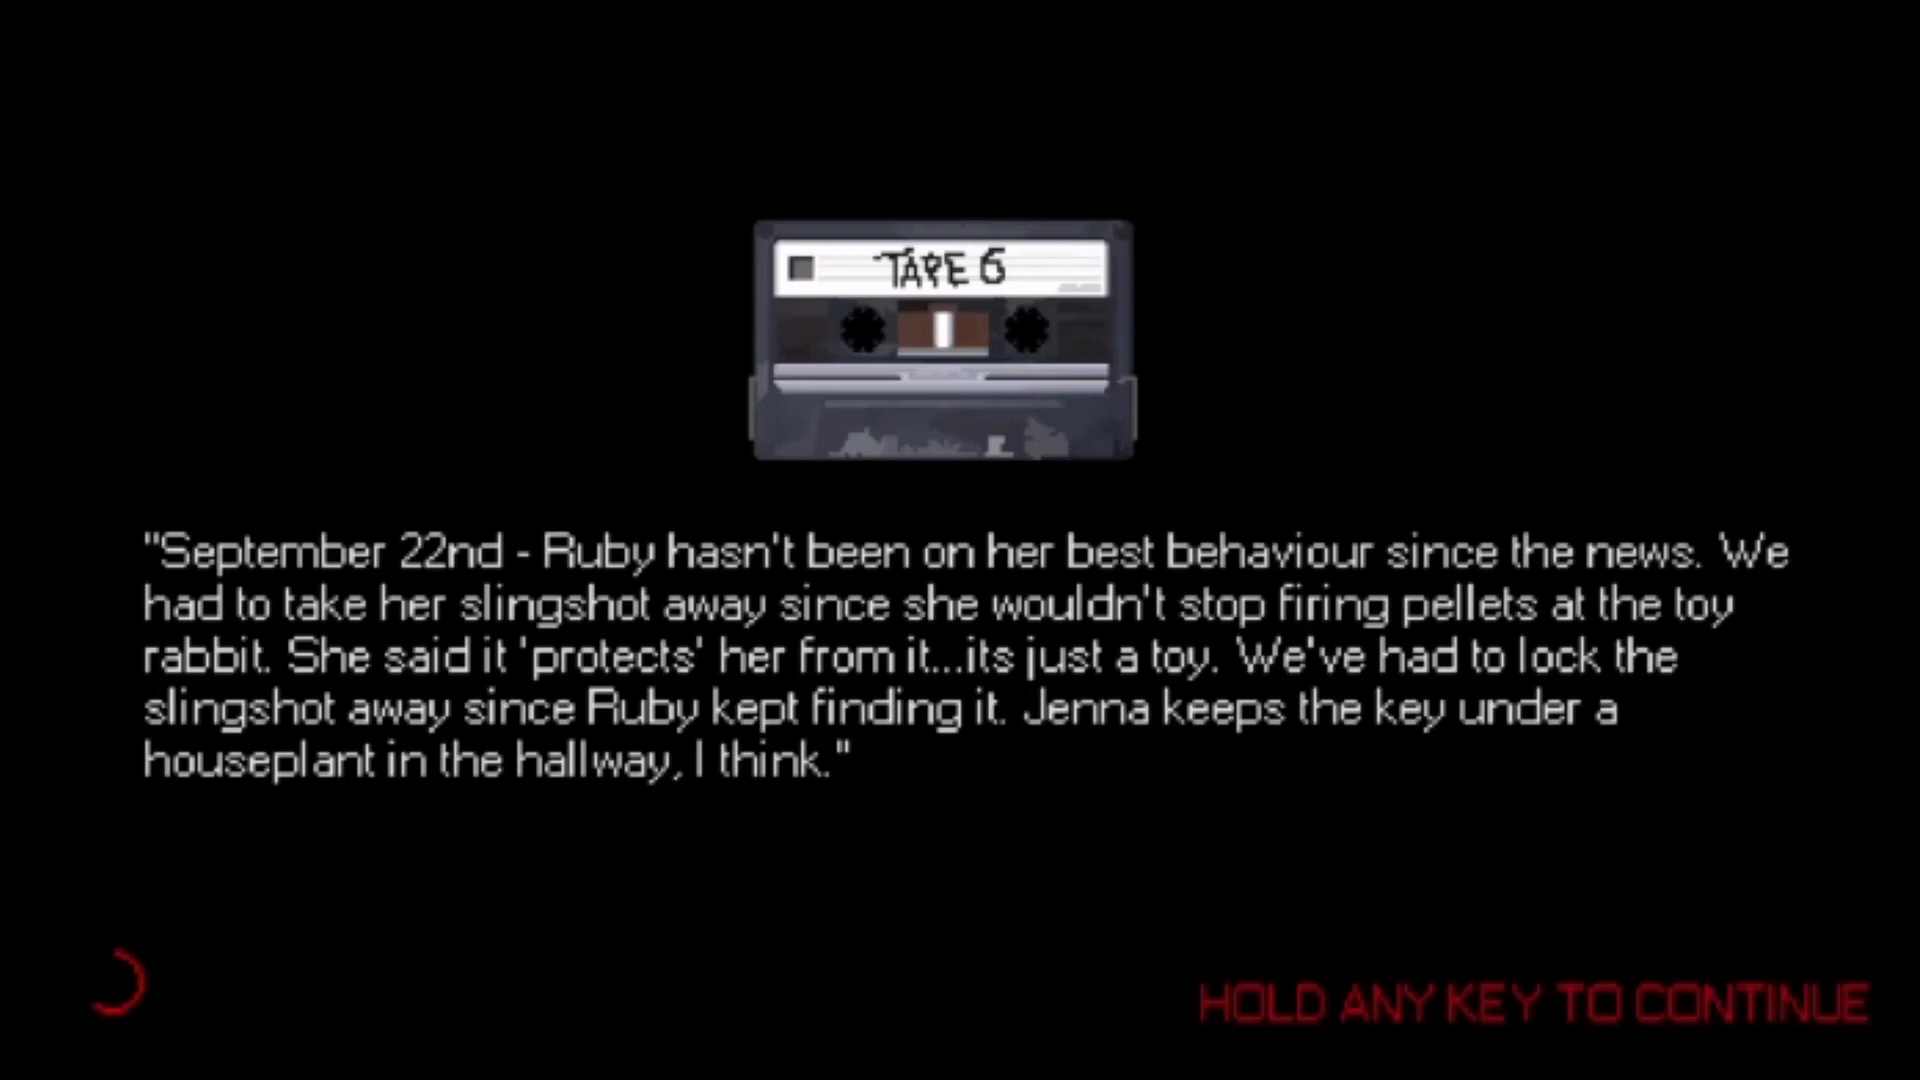 TAPE 6
"September 22nd - Ruby hasn't been on her best behaviour since the news. We
had to take her slingshot away since she wouldn't stop firing pellets at the toy
rabbit. She said it 'protects' her from it...its just a toy. We've had to lock the
slingshot away since Ruby kept finding it. Jenna keeps the key under a
houseplant in the hallway, I think."
HOLD ANY KEY TO CONTINUE